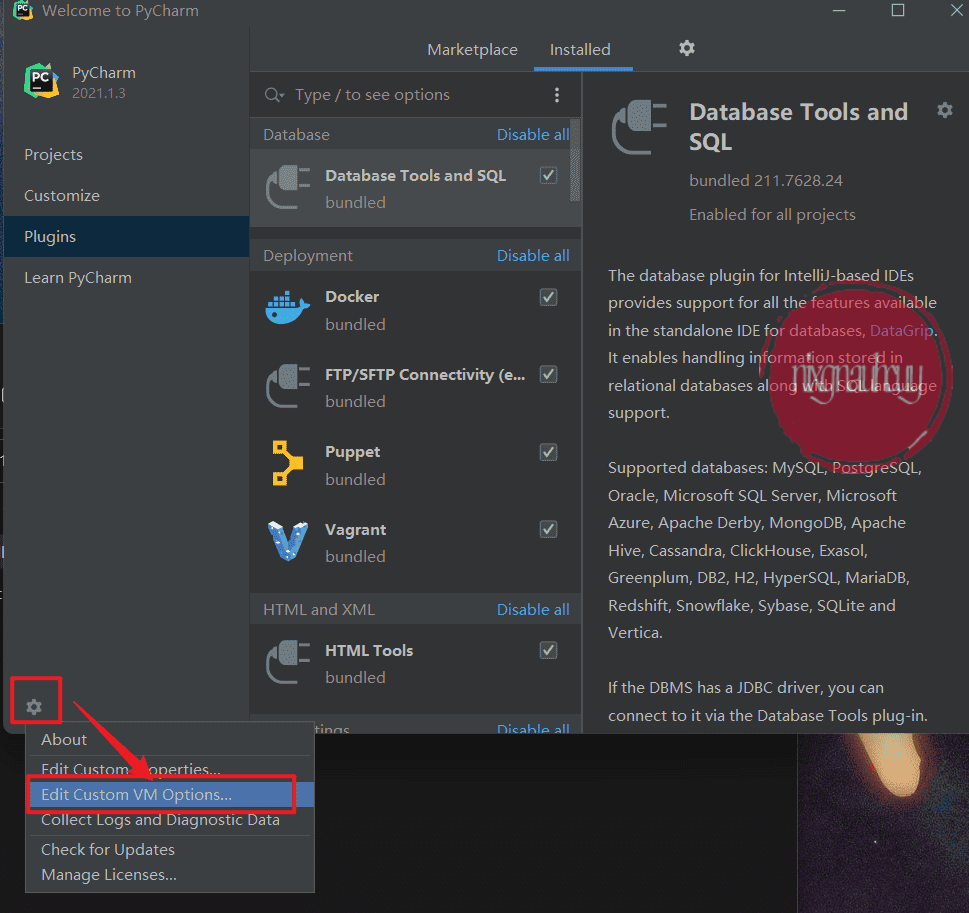 Welcome to PyCharm
PyCharm
2021.1.3
Projects
Customize
Plugins
Learn PyCharm
Marketplace
Installed
Type / to see options
Database
Disable all
Database Tools and SQL
bundled
Deployment
Disable all
Docker
bundled
FTP/SFTP Connectivity (e...
bundled
Puppet
bundled
Vagrant
bundled
HTML and XML
Disable all
HTML Tools
bundled
Disable all
Database Tools and
SQL
bundled 211.7628.24
Enabled for all projects
The database plugin for IntelliJ-based IDEs
provides support for all the features available
in the standalone IDE for databases, DataGrip.
It enables handling information stored in
relational databases along with SQL language
support.
Supported databases: MySQL, PostgreSQL,
Oracle, Microsoft SQL Server, Microsoft
Azure, Apache Derby, MongoDB, Apache
Hive, Cassandra, ClickHouse, Exasol,
Greenplum, DB2, H2, HyperSQL, MariaDB,
Redshift, Snowflake, Sybase, SQLite and
Vertica.
If the DBMS has a JDBC driver, you can
connect to it via the Database Tools plug-in.
About
Edit Custom Properties...
Edit Custom VM Options...
Collect Logs and Diagnostic Data
Check for Updates
Manage Licenses...